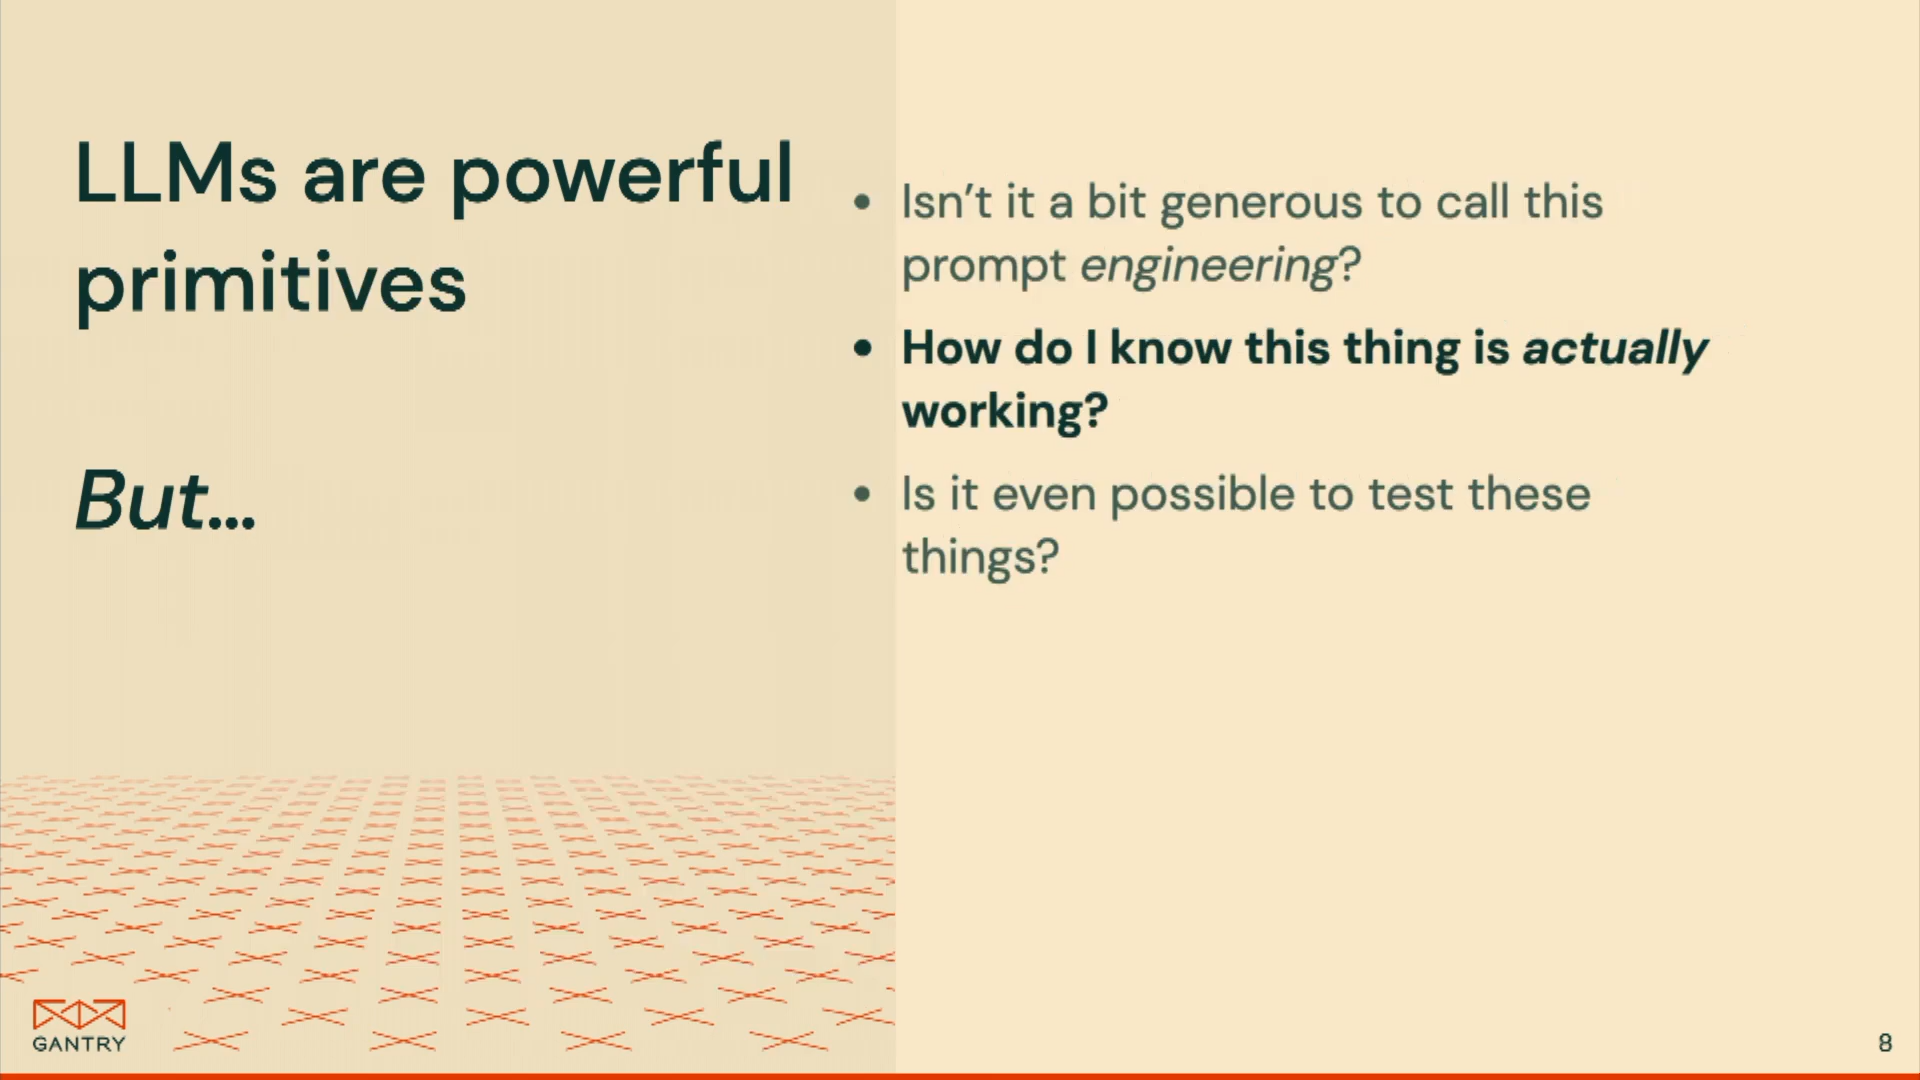 LLMs are powerful
primitives
But...
• Isn’t it a bit generous to call this
prompt engineering?
• How do I know this thing is actually
working?
• Is it even possible to test these
things?
GANTRY
8